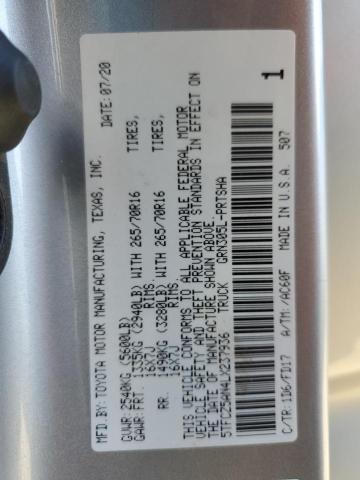 MFD.BY: TOYOTA MOTOR MANUFACTURING, TEXAS, INC. DATE: 07/20
GVWR: 2540KG (5600LB)
GAWR: FRT. 1335KG (2940LB) WITH 265/70R16 TIRES,
16X7J RIMS,
RR. 1490KG (3280LB) WITH 265/70R16 TIRES,
16X7J RIMS
THIS VEHICLE CONFORMS TO ALL APPLICABLE FEDERAL MOTOR
VEHICLE SAFETY AND THEFT PREVENTION STANDARDS IN EFFECT ON
THE DATE OF MANUFACTURE SHOWN ABOVE.
5TFCZ5AN4LX237936 TRUCK GRN305L-PRTSHA
1
C/TR: 1D6/FD17 A/TM: /AC60F MADE IN U.S.A. 507